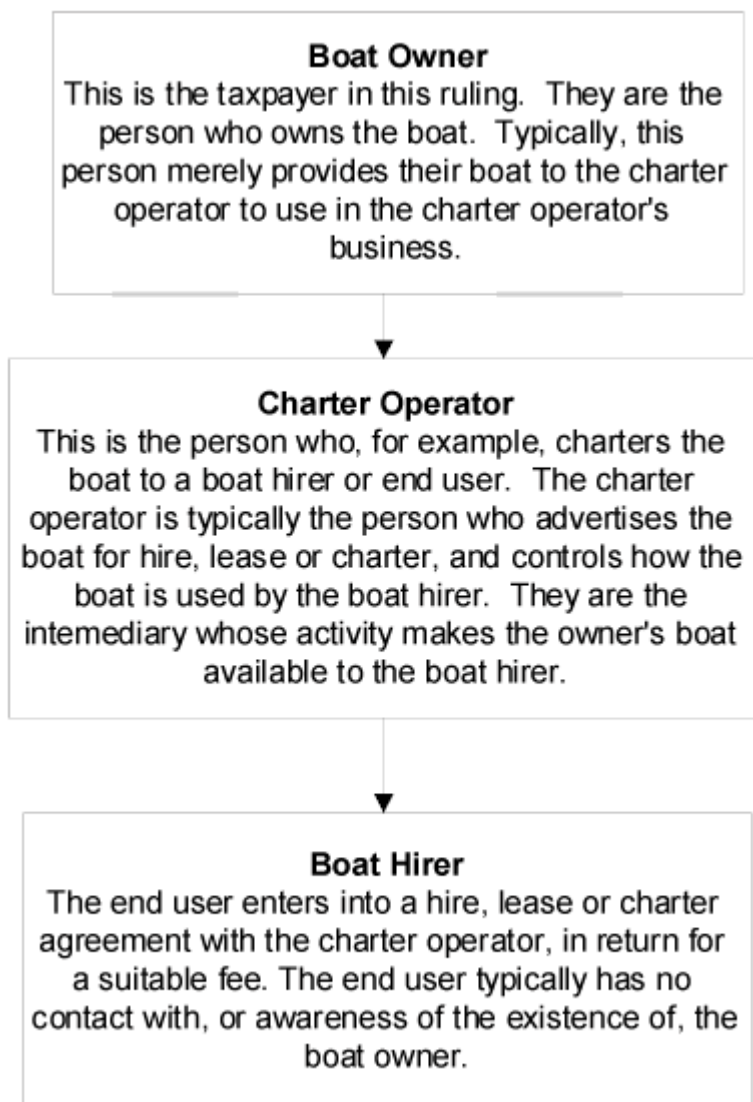 Boat Owner
This is the taxpayer in this ruling.  They are the
person who owns the boat.  Typically, this
person merely provides their boat to the charter
operator to use in the charter operator's
business.
Charter Operator
This is the person who, for example, charters the
boat to a boat hirer or end user.  The charter
operator is typically the person who advertises the
boat for hire, lease or charter, and controls how the
boat is used by the boat hirer.  They are the
intemediary whose activity makes the owner's boat
available to the boat hirer.
Boat Hirer
The end user enters into a hire, lease or charter
agreement with the charter operator, in return for
a suitable fee. The end user typically has no
contact with, or awareness of the existence of, the
boat owner.